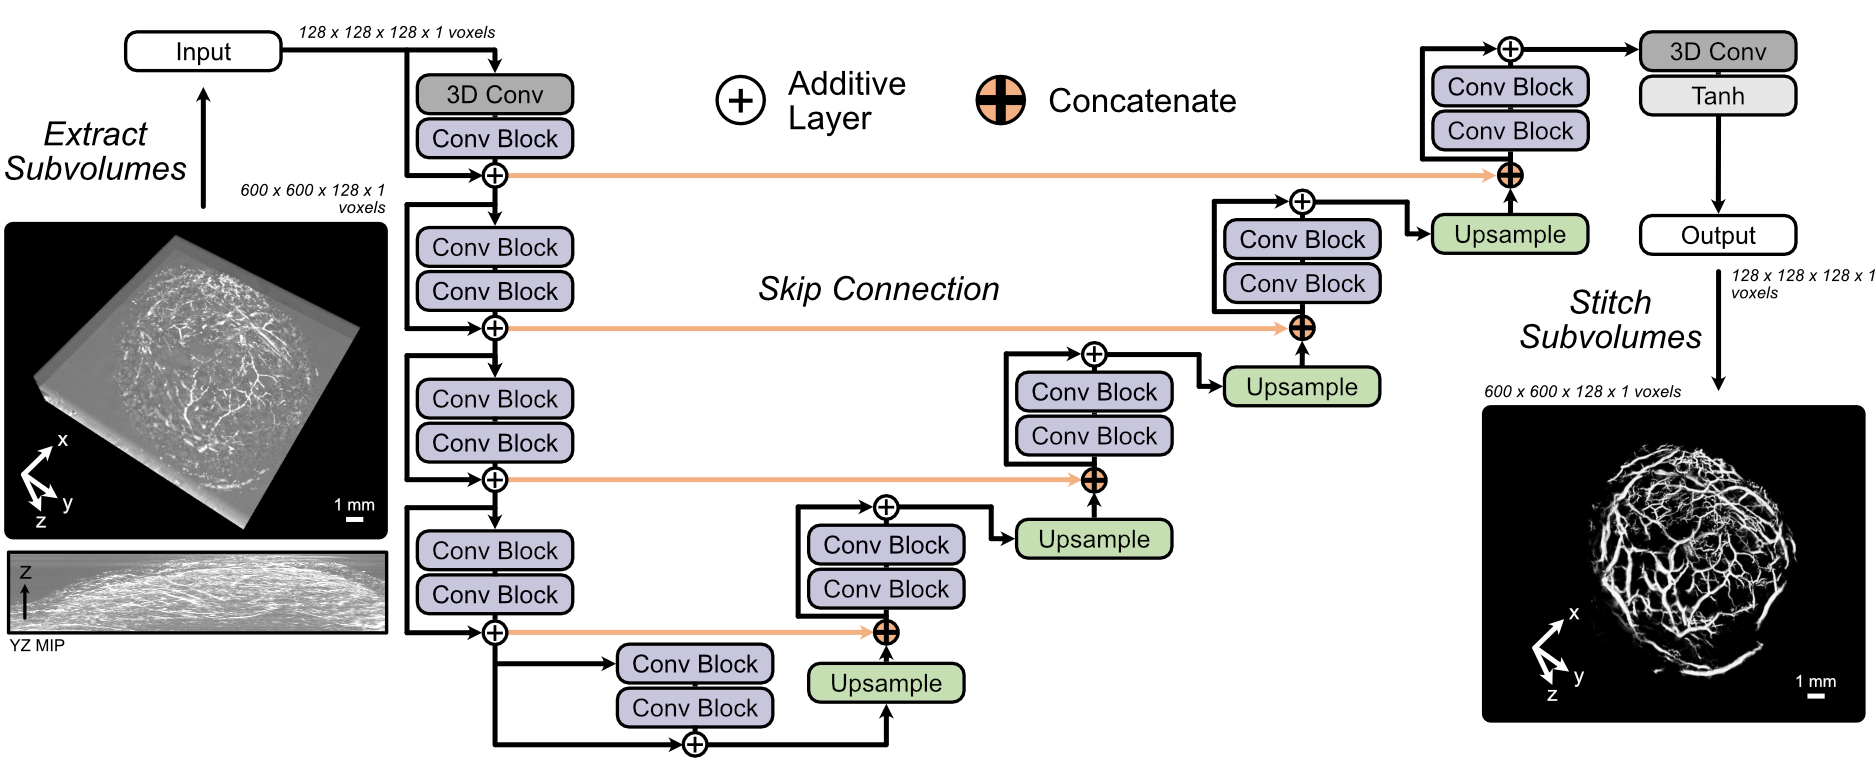 Input
128 x 128 x 128 x 1 voxels
Extract
Subvolumes
600 x 600 x 128 x 1
voxels
x
y
z
1 mm
Z
YZ MIP
3D Conv
Conv Block
Conv Block
Conv Block
Conv Block
Conv Block
Conv Block
Conv Block
Conv Block
Conv Block
Additive
Layer
Concatenate
Skip Connection
Upsample
Conv Block
Conv Block
Upsample
Conv Block
Conv Block
Upsample
Conv Block
Conv Block
Upsample
Conv Block
Conv Block
3D Conv
Tanh
Output
128 x 128 x 128 x 1
voxels
Stitch
Subvolumes
600 x 600 x 128 x 1 voxels
x
y
z
1 mm